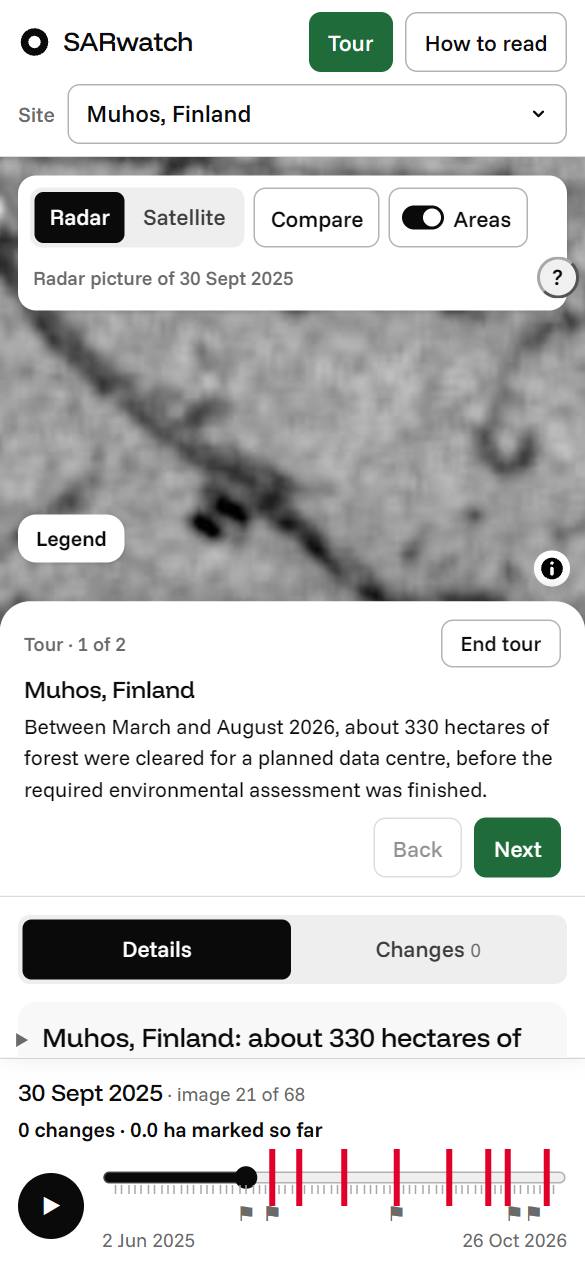 SARwatch
Tour
How to read
Site
Muhos, Finland
Radar
Satellite
Compare
Areas
Radar picture of 30 Sept 2025
?
Legend
Tour · 1 of 2
End tour
Muhos, Finland
Between March and August 2026, about 330 hectares of
forest were cleared for a planned data centre, before the
required environmental assessment was finished.
Back
Next
Details
Changes 0
Muhos, Finland: about 330 hectares of
30 Sept 2025 · image 21 of 68
0 changes · 0.0 ha marked so far
2 Jun 2025
26 Oct 2026